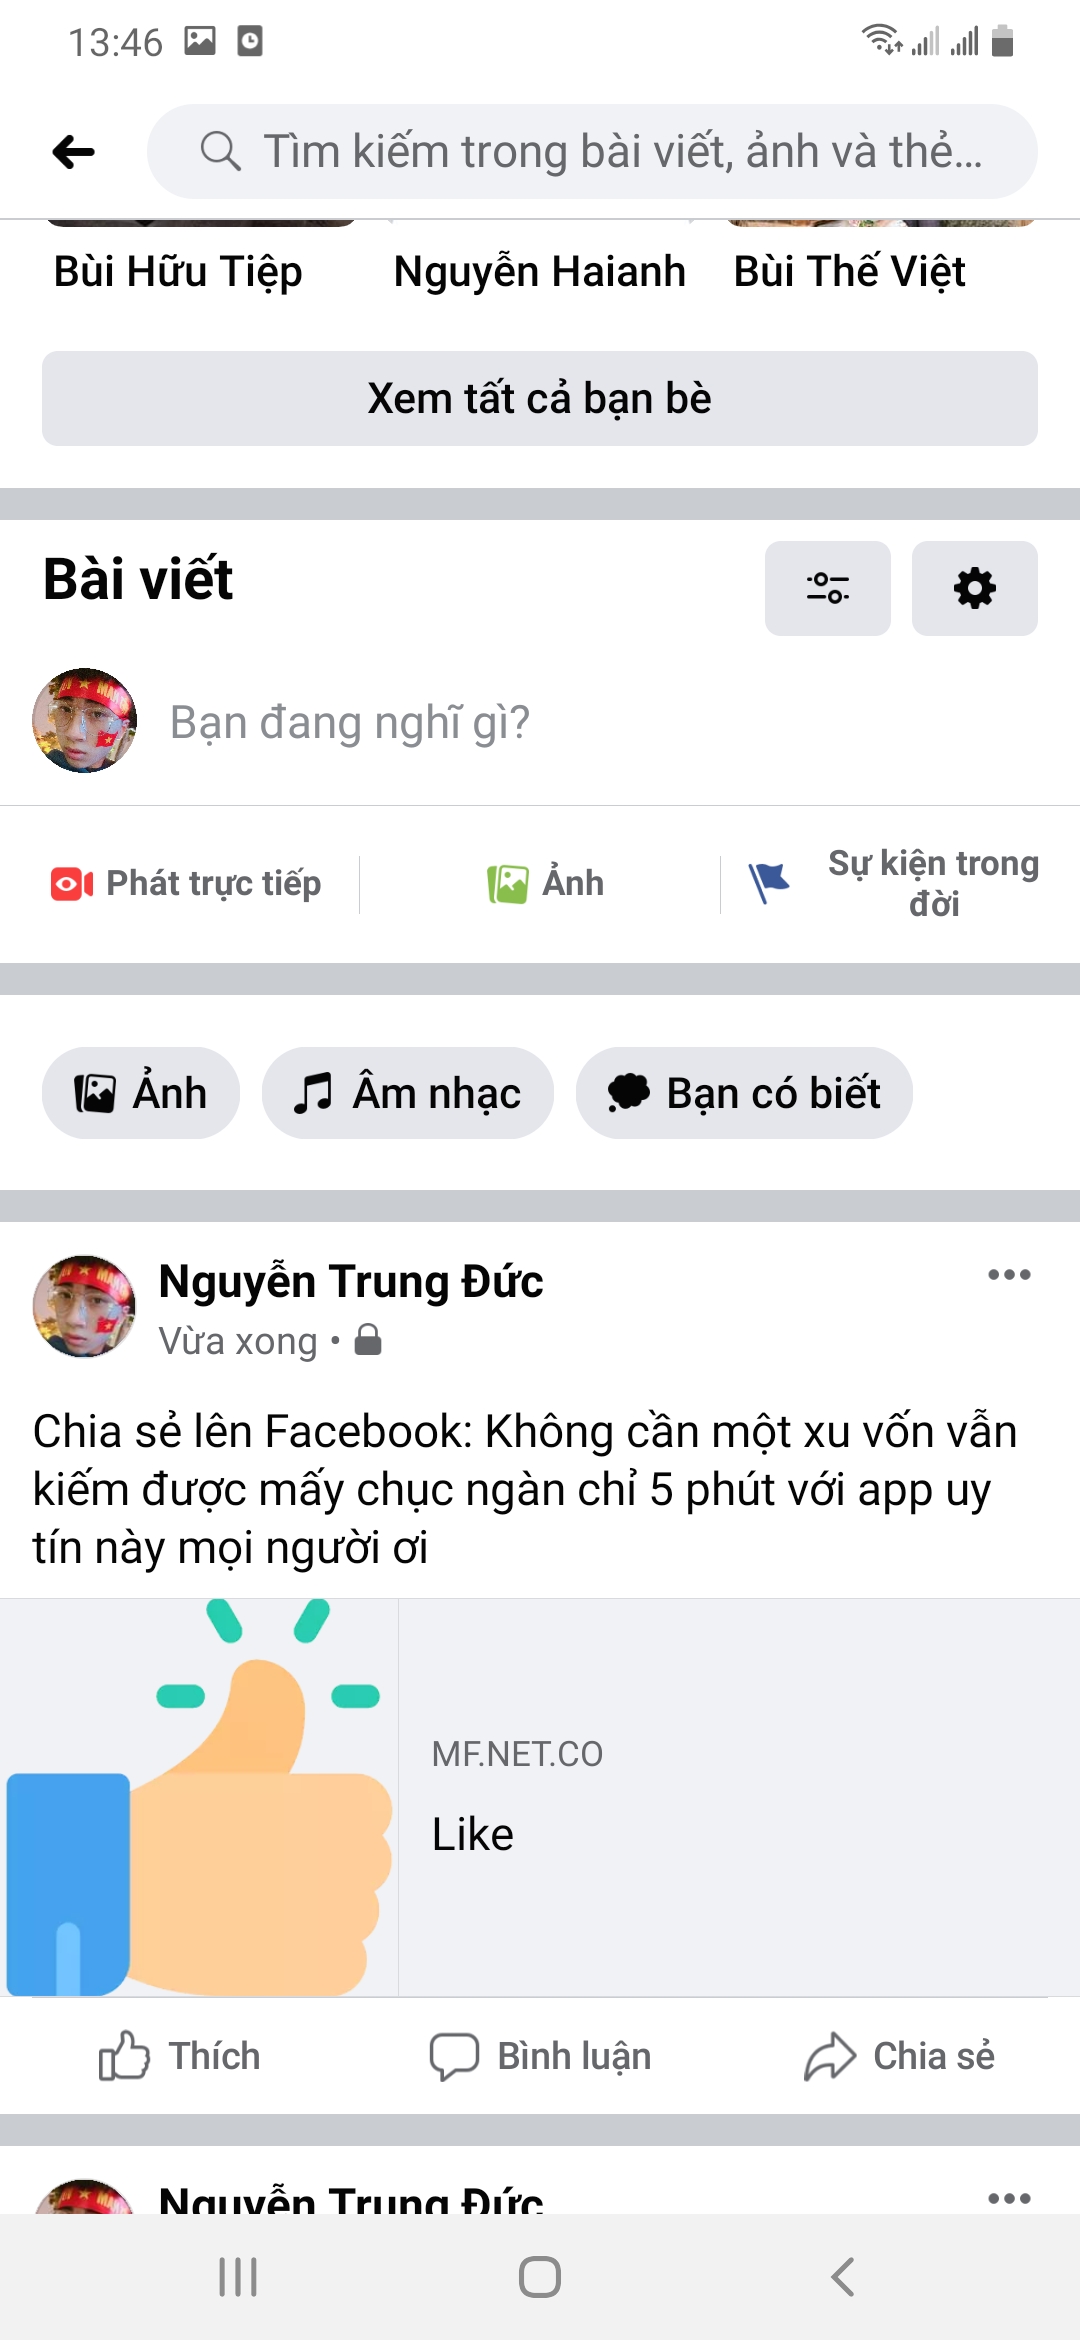 13:46
Tìm kiếm trong bài viết, ảnh và thẻ...
Bùi Hữu Tiệp
Nguyễn Haianh
Bùi Thế Việt
Xem tất cả bạn bè
Bài viết
Bạn đang nghĩ gì?
Phát trực tiếp
Ảnh
Sự kiện trong
đời
Ảnh
Âm nhạc
Bạn có biết
Nguyễn Trung Đức
Vừa xong •
Chia sẻ lên Facebook: Không cần một xu vốn vẫn
kiếm được mấy chục ngàn chỉ 5 phút với app uy
tín này mọi người ơi
MF.NET.CO
Like
Thích
Bình luận
Chia sẻ
Nguyễn Trung Đức